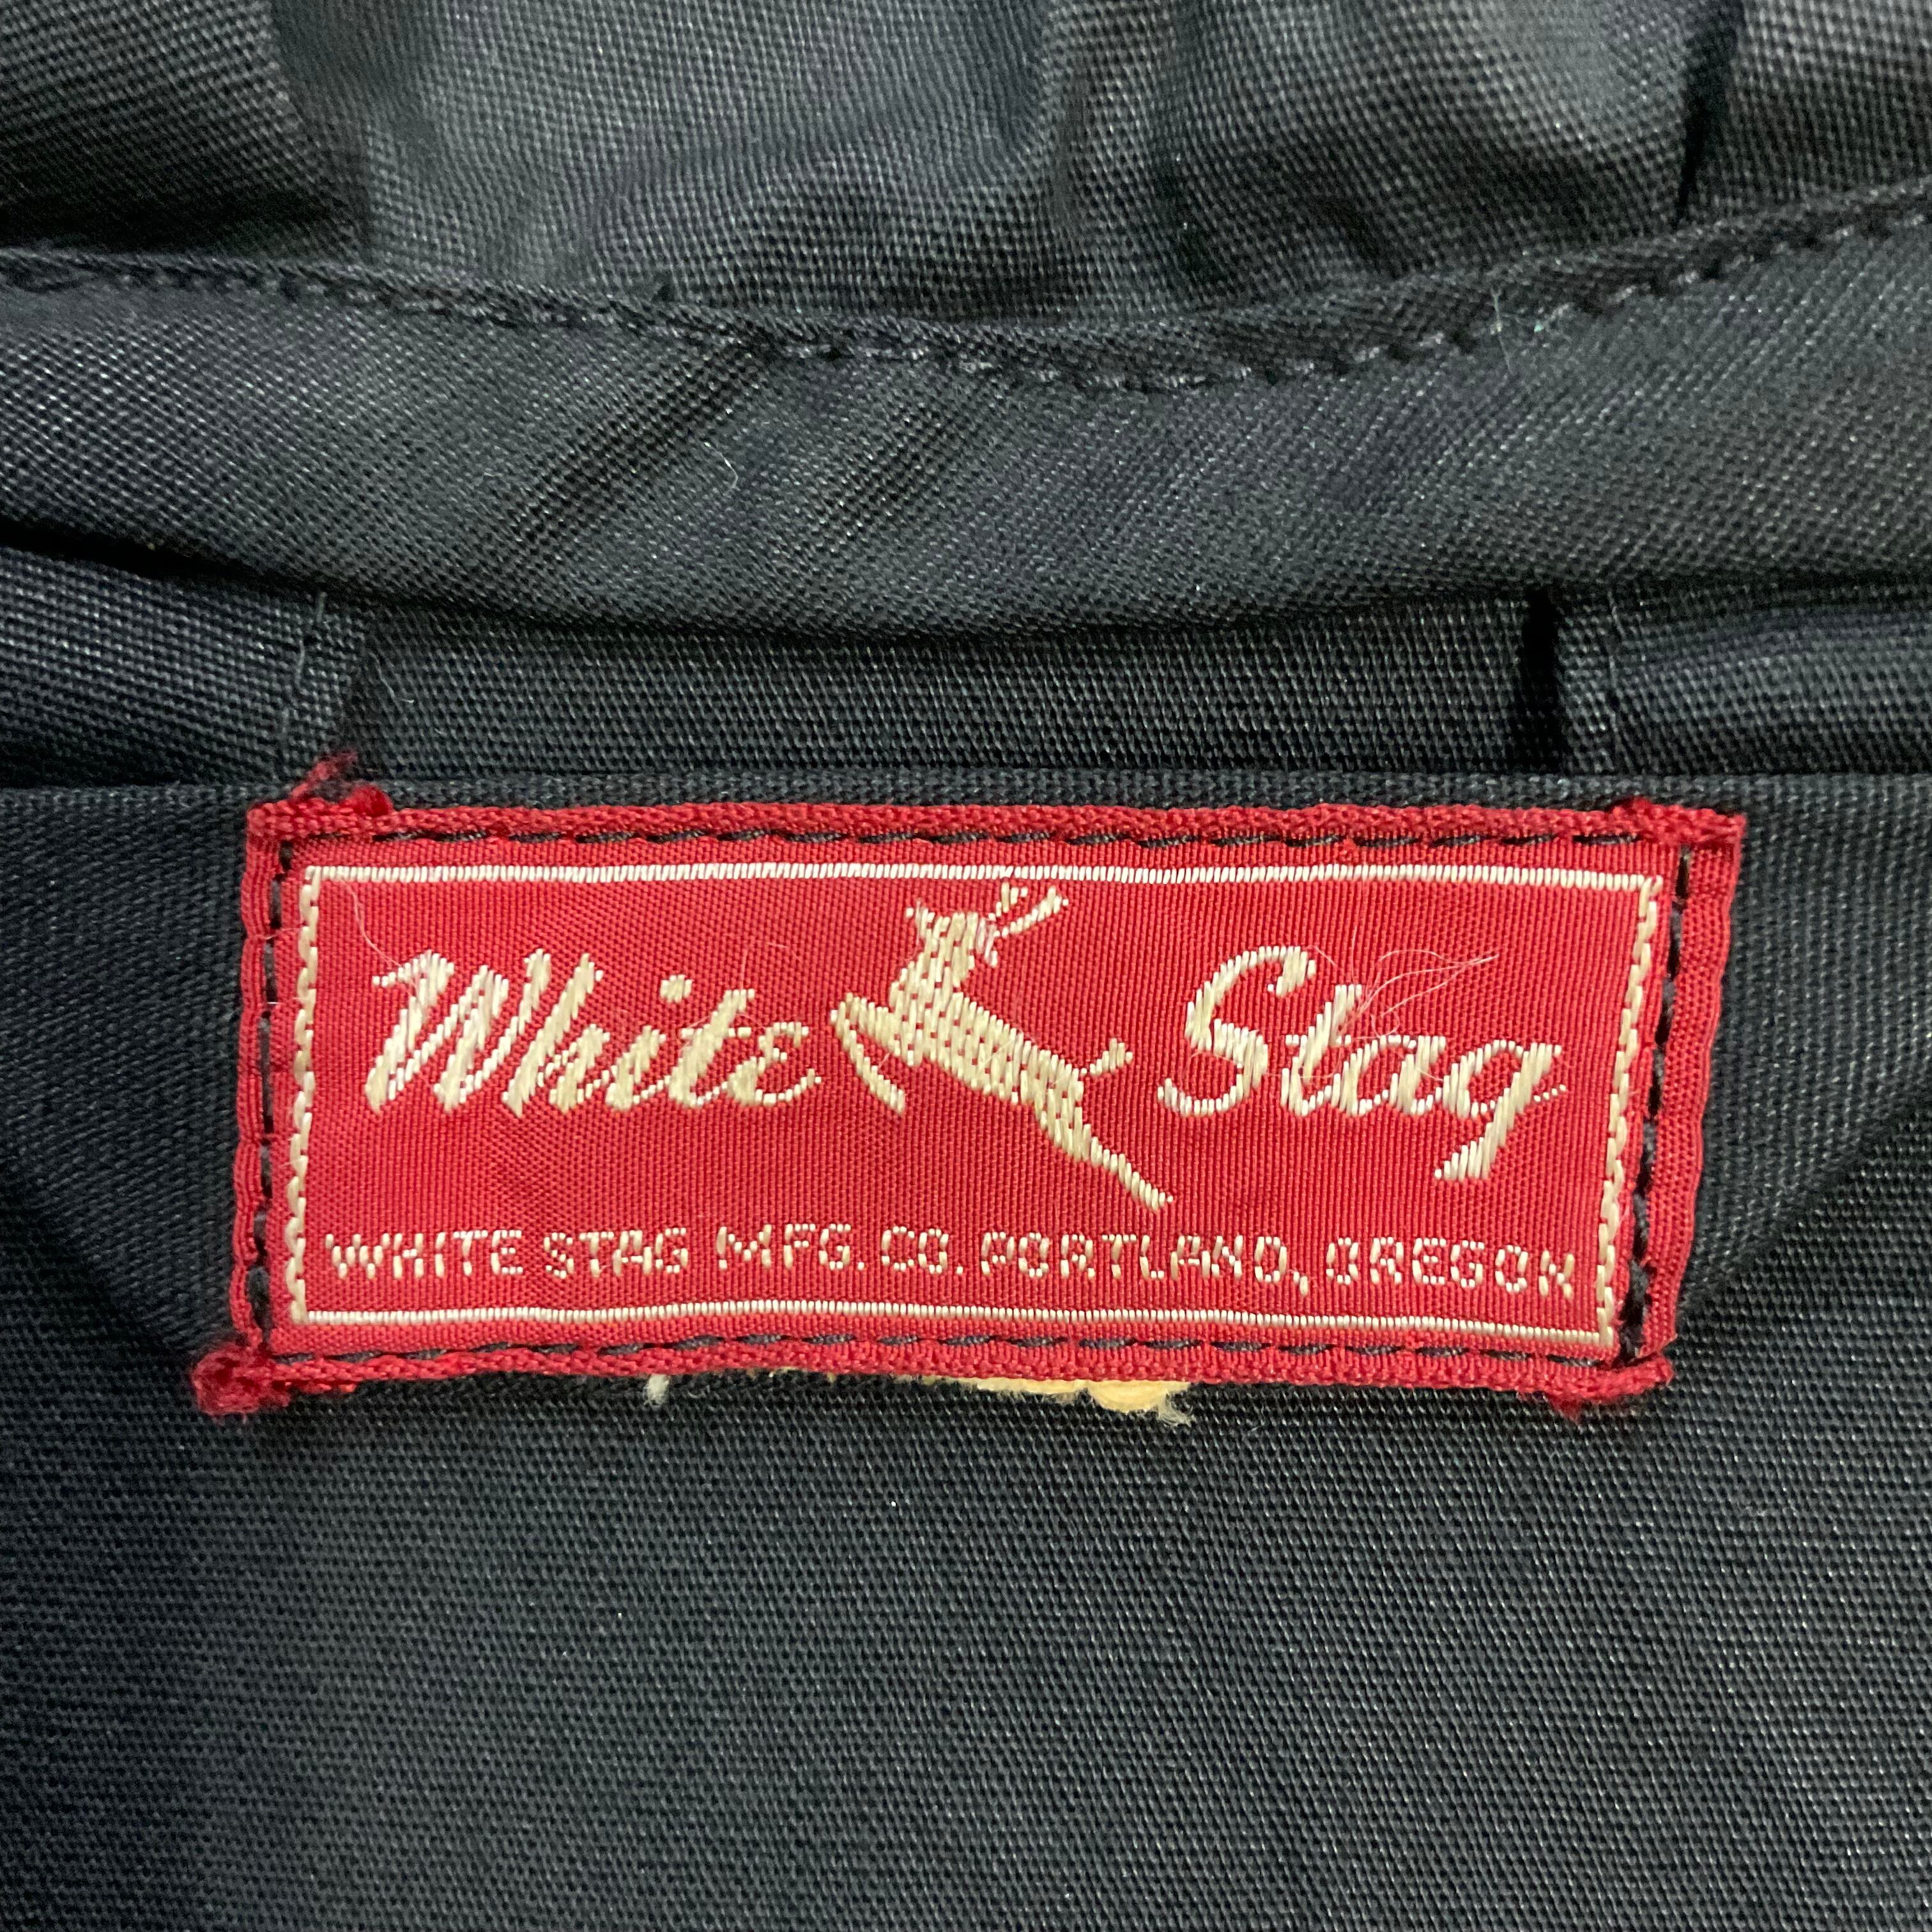 White Stag
WHITE STAG MFG. CO. PORTLAND, OREGON